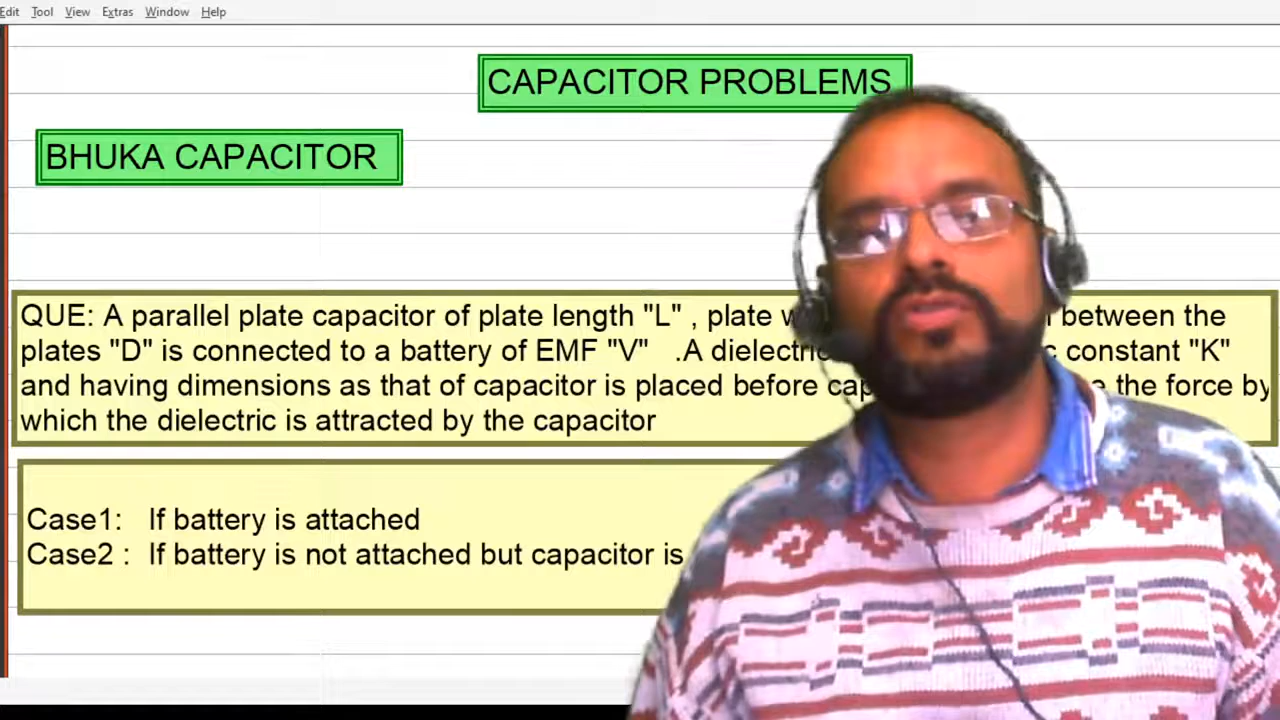 Edit Tool View Extras Window Help
CAPACITOR PROBLEMS
BHUKA CAPACITOR
QUE: A parallel plate capacitor of plate length "L" , plate between the
plates "D" is connected to a battery of EMF "V" .A constant "K"
and having dimensions as that of capacitor is placed before the force by
which the dielectric is attracted by the capacitor
Case1: If battery is attached
Case2 : If battery is not attached but capacitor is